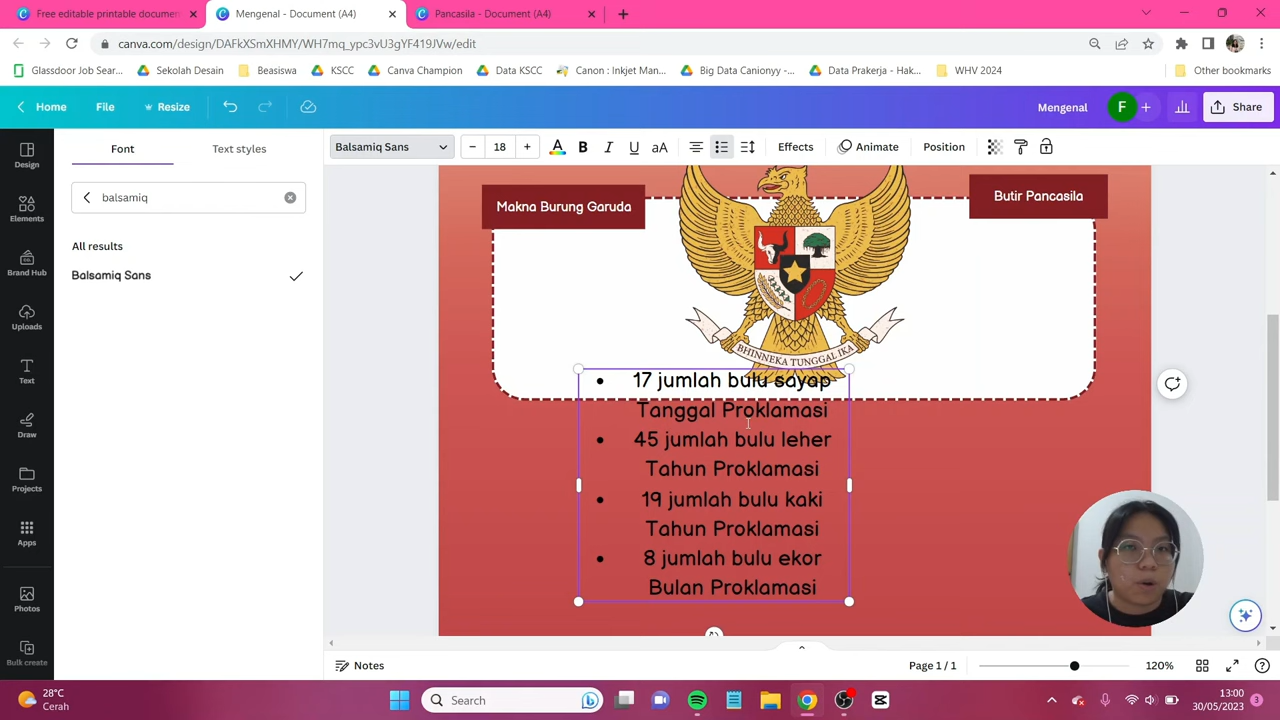 Free editable printable documen
Mengenal - Document (A4)
Pancasila - Document (A4)
canva.com/design/DAFkXSmXHMY/WH7mq_ypc3vU3gYF419JVw/edit
Glassdoor Job Sear...
Sekolah Desain
Beasiswa
KSCC
Canva Champion
Data KSCC
Canon : Inkjet Man...
Big Data Canionyy -...
Data Prakerja - Hak...
WHV 2024
Other bookmarks
Home
File
Resize
Mengenal
F
Share
Design
Elements
Brand Hub
Uploads
Text
Draw
Projects
Apps
Photos
Bulk create
Font
Text styles
balsamiq
All results
Balsamiq Sans
Balsamiq Sans
18
A
B
I
U
aA
Effects
Animate
Position
Makna Burung Garuda
Butir Pancasila
BHINNEKA TUNGGAL IKA
• 17 jumlah bulu sayap
Tanggal Proklamasi
• 45 jumlah bulu leher
Tahun Proklamasi
• 19 jumlah bulu kaki
Tahun Proklamasi
• 8 jumlah bulu ekor
Bulan Proklamasi
Notes
Page 1 / 1
120%
28°C
Cerah
Search
13:00
30/05/2023
3